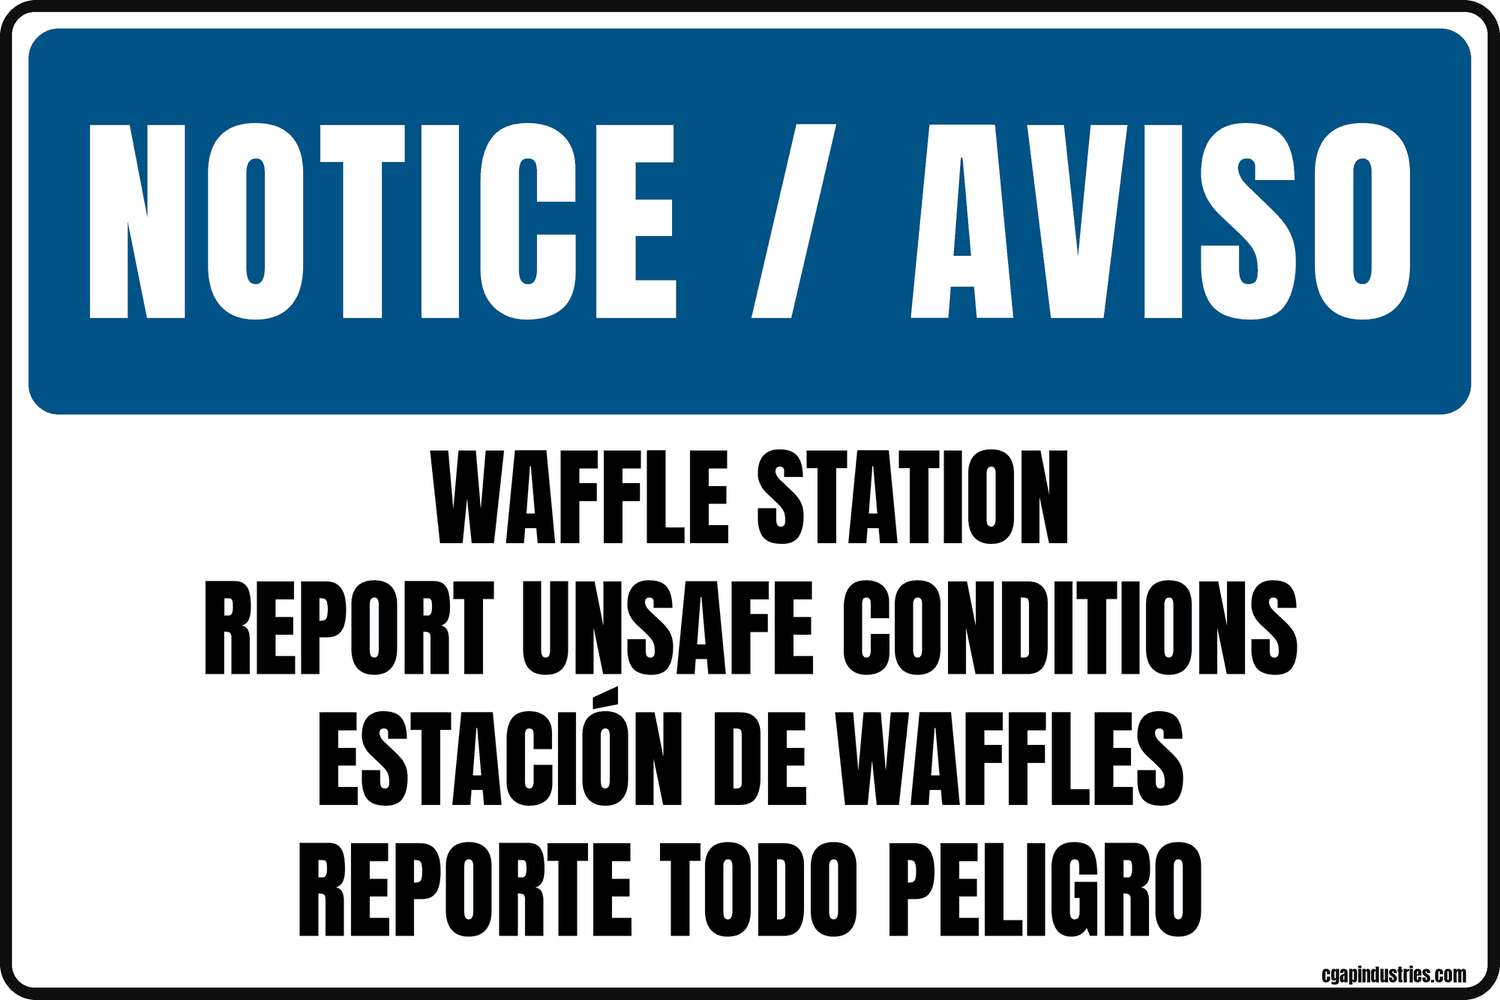 NOTICE / AVISO
WAFFLE STATION
REPORT UNSAFE CONDITIONS
ESTACIÓN DE WAFFLES
REPORTE TODO PELIGRO
cgapindustries.com